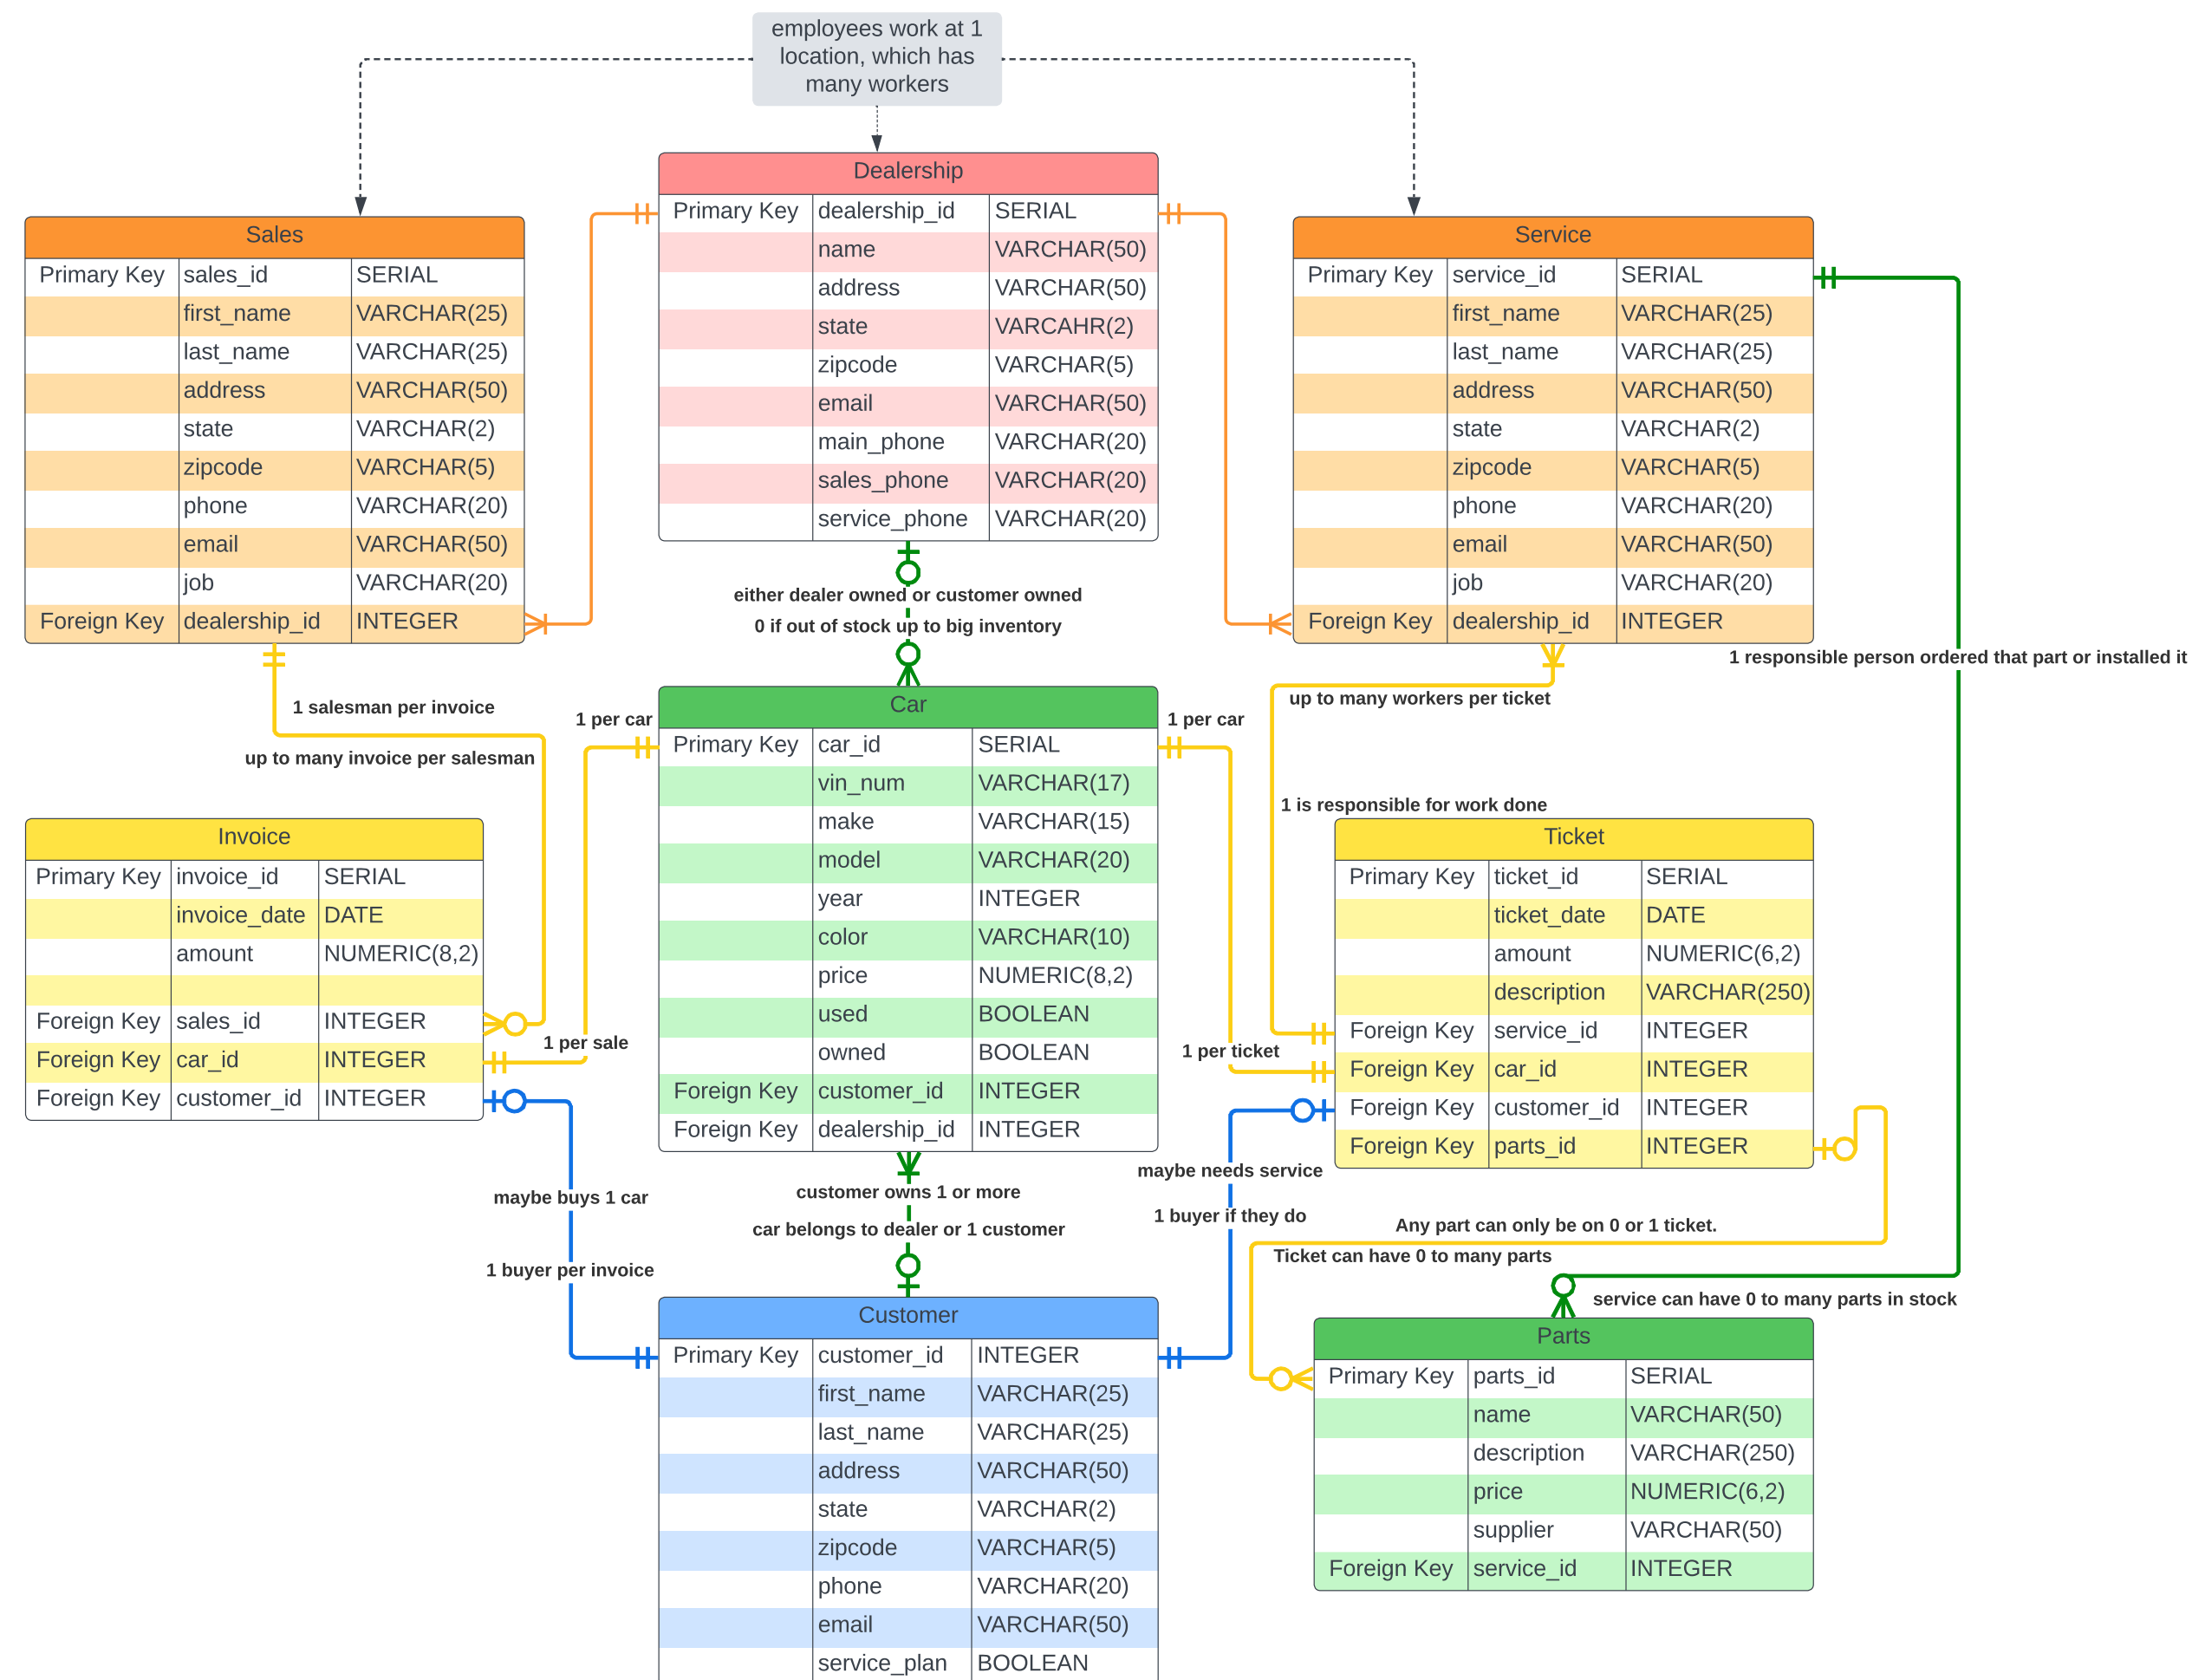 employees work at 1
location, which has
many workers
Dealership
Primary Key dealership_id SERIAL
name VARCHAR(50)
address VARCHAR(50)
state VARCAHR(2)
zipcode VARCHAR(5)
email VARCHAR(50)
main_phone VARCHAR(20)
sales_phone VARCHAR(20)
service_phone VARCHAR(20)
Sales
Primary Key sales_id SERIAL
first_name VARCHAR(25)
last_name VARCHAR(25)
address VARCHAR(50)
state VARCHAR(2)
zipcode VARCHAR(5)
phone VARCHAR(20)
email VARCHAR(50)
job VARCHAR(20)
Foreign Key dealership_id INTEGER
Service
Primary Key service_id SERIAL
first_name VARCHAR(25)
last_name VARCHAR(25)
address VARCHAR(50)
state VARCHAR(2)
zipcode VARCHAR(5)
phone VARCHAR(20)
email VARCHAR(50)
job VARCHAR(20)
Foreign Key dealership_id INTEGER
either dealer owned or customer owned
0 if out of stock up to big inventory
1 responsible person ordered that part or installed it
up to many workers per ticket
1 salesman per invoice
up to many invoice per salesman
1 per car
1 per car
Car
Primary Key car_id SERIAL
vin_num VARCHAR(17)
make VARCHAR(15)
model VARCHAR(20)
year INTEGER
color VARCHAR(10)
price NUMERIC(8,2)
used BOOLEAN
owned BOOLEAN
Foreign Key customer_id INTEGER
Foreign Key dealership_id INTEGER
Invoice
Primary Key invoice_id SERIAL
invoice_date DATE
amount NUMERIC(8,2)
Foreign Key sales_id INTEGER
Foreign Key car_id INTEGER
Foreign Key customer_id INTEGER
1 per sale
1 is responsible for work done
Ticket
Primary Key ticket_id SERIAL
ticket_date DATE
amount NUMERIC(6,2)
description VARCHAR(250)
Foreign Key service_id INTEGER
Foreign Key car_id INTEGER
Foreign Key customer_id INTEGER
Foreign Key parts_id INTEGER
1 per ticket
maybe needs service
1 buyer if they do
maybe buys 1 car
1 buyer per invoice
customer owns 1 or more
car belongs to dealer or 1 customer
Any part can only be on 0 or 1 ticket.
Ticket can have 0 to many parts
service can have 0 to many parts in stock
Customer
Primary Key customer_id INTEGER
first_name VARCHAR(25)
last_name VARCHAR(25)
address VARCHAR(50)
state VARCHAR(2)
zipcode VARCHAR(5)
phone VARCHAR(20)
email VARCHAR(50)
service_plan BOOLEAN
Parts
Primary Key parts_id SERIAL
name VARCHAR(50)
description VARCHAR(250)
price NUMERIC(6,2)
supplier VARCHAR(50)
Foreign Key service_id INTEGER